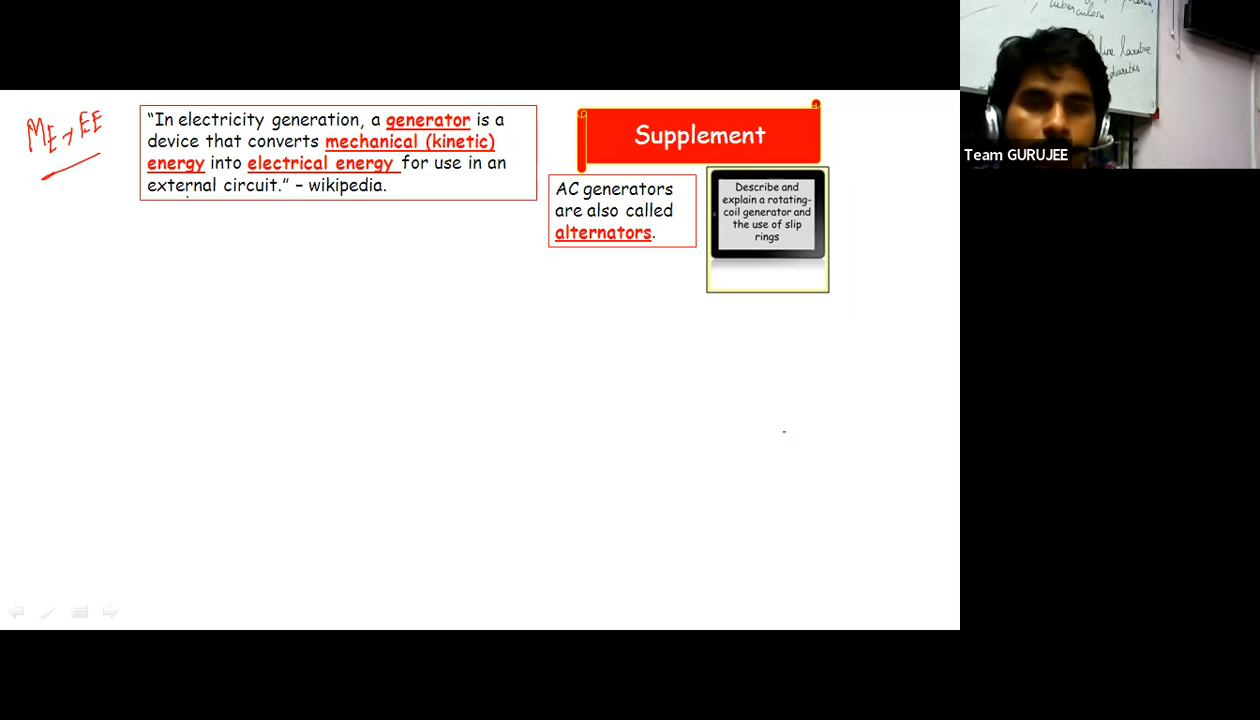 ME → EE
“In electricity generation, a generator is a
device that converts mechanical (kinetic)
energy into electrical energy for use in an
external circuit.” – wikipedia.
Supplement
AC generators
are also called
alternators.
Describe and
explain a rotating-
coil generator and
the use of slip
rings
tuberculosis
Team GURUJEE